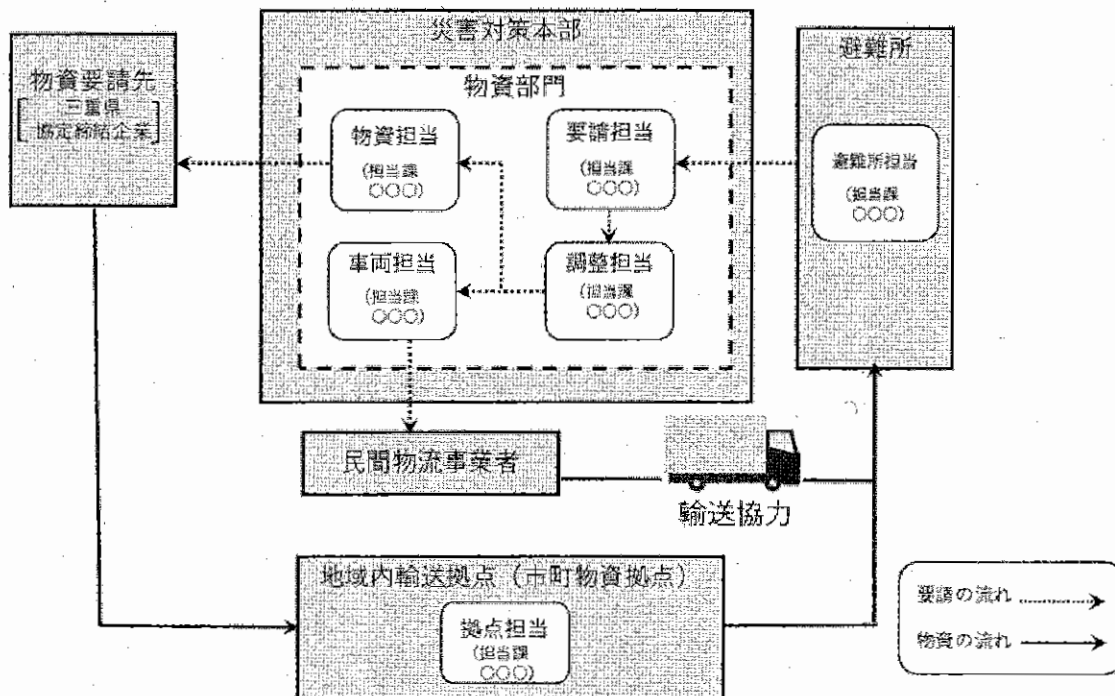 災害対策本部
物資要請先
三重県
協定締結企業
物資部門
物資担当
(担当課
○○○)
要請担当
(担当課
○○○)
車両担当
(担当課
○○○)
調整担当
(担当課
○○○)
避難所
避難所担当
(担当課
○○○)
民間物流事業者
輸送協力
地域内輸送拠点（市町物資拠点）
拠点担当
(担当課
○○○)
要請の流れ
物資の流れ